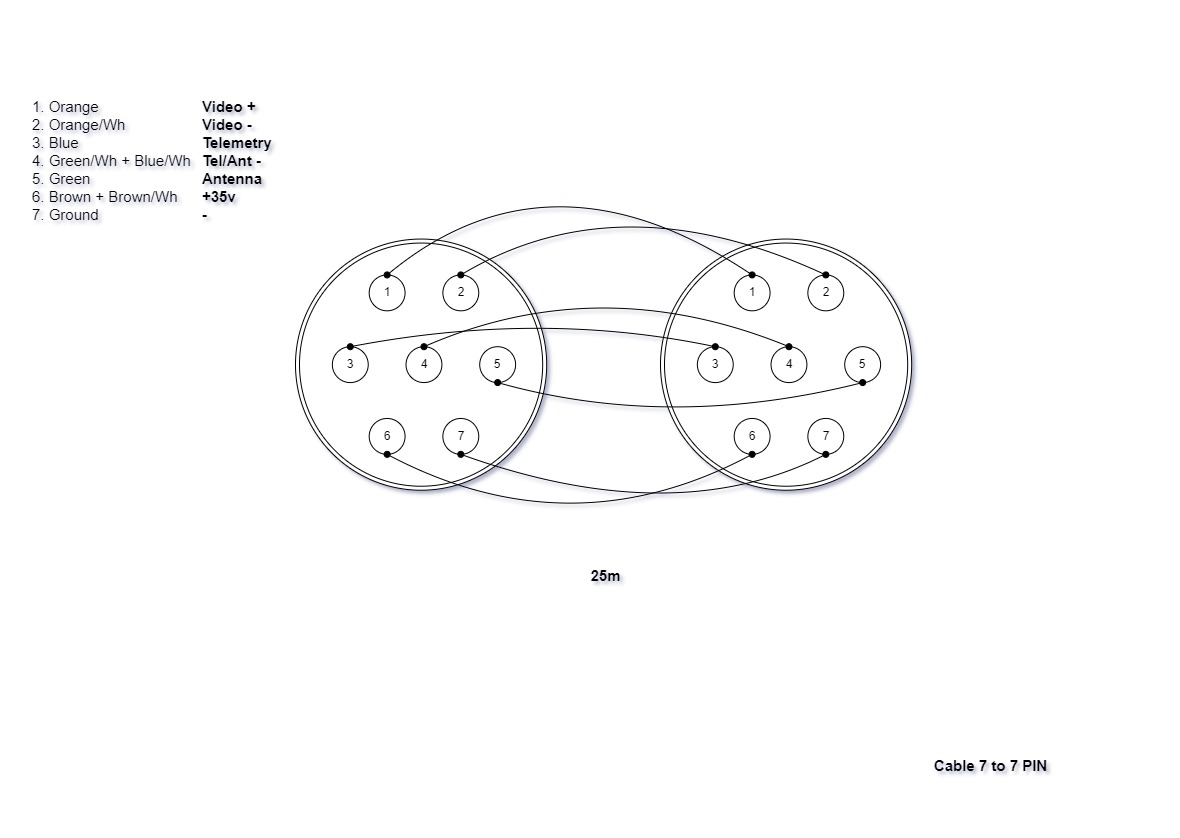 1. Orange Video +
2. Orange/Wh Video -
3. Blue Telemetry
4. Green/Wh + Blue/Wh Tel/Ant -
5. Green Antenna
6. Brown + Brown/Wh +35v
7. Ground -
1 2 1 2
3 4 5 3 4 5
6 7 6 7
25m
Cable 7 to 7 PIN